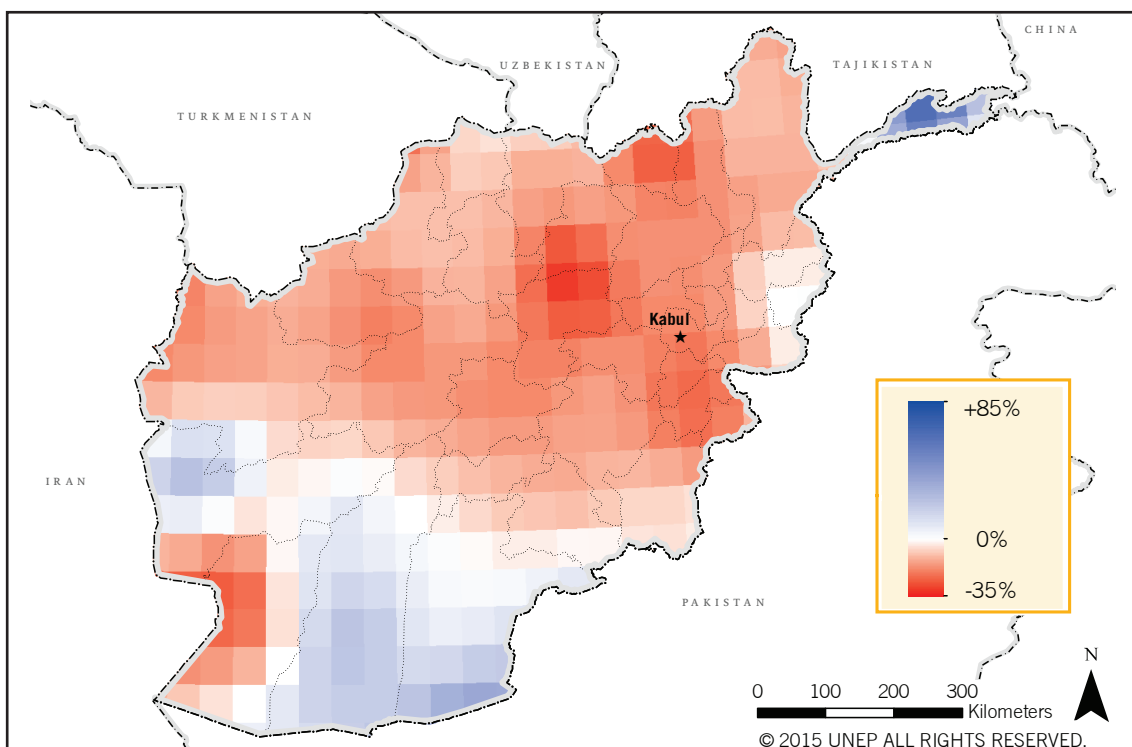 CHINA
UZBEKISTAN
TAJIKISTAN
TURKMENISTAN
Kabul
+85%
0%
-35%
IRAN
PAKISTAN
N
0 100 200 300
Kilometers
© 2015 UNEP ALL RIGHTS RESERVED.